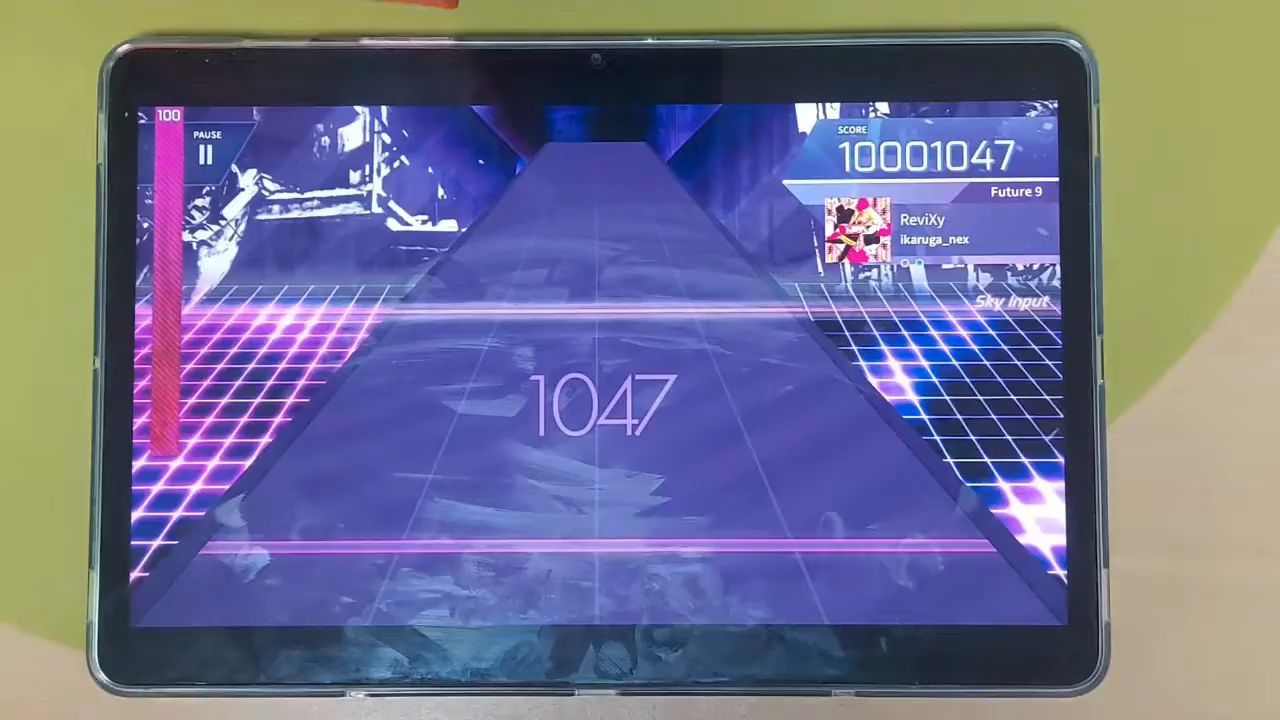 100
PAUSE
SCORE
10001047
Future 9
ReviXy
ikaruga_nex
Sky Input
1047